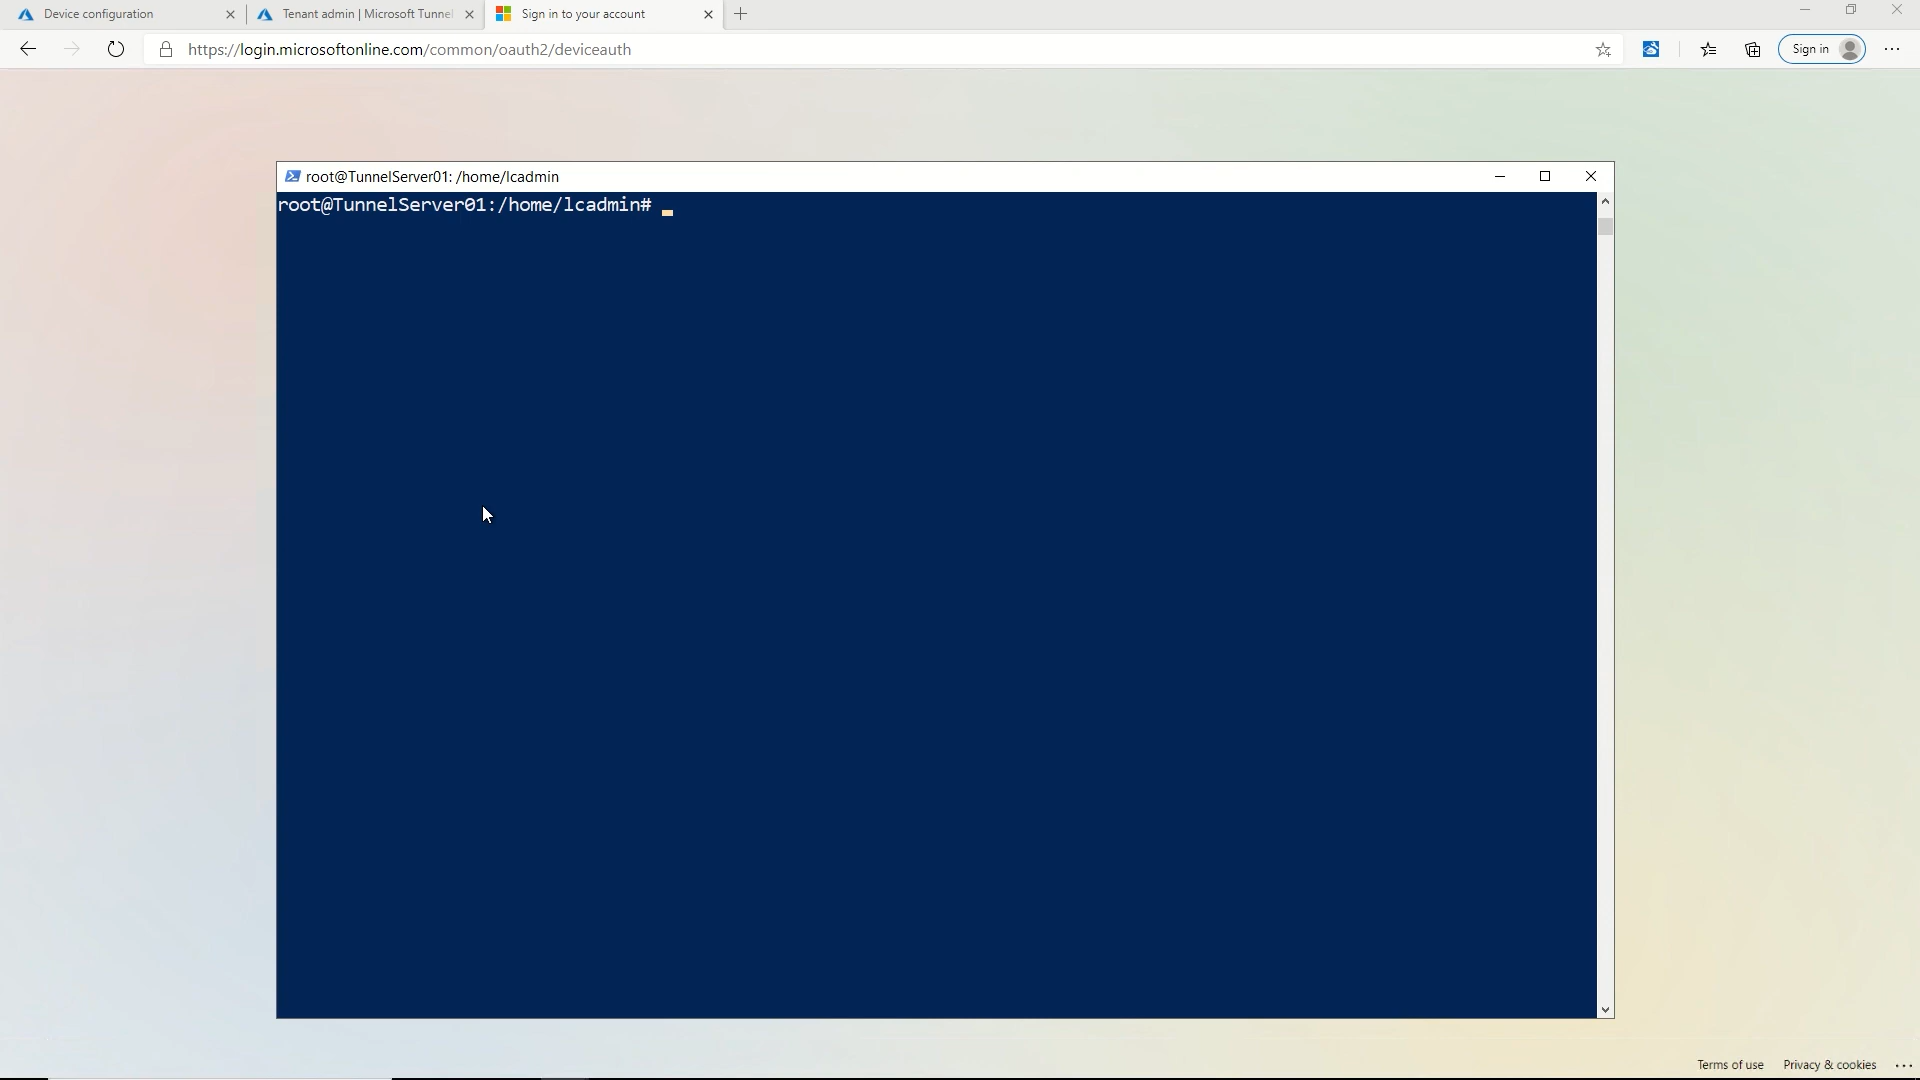 Device configuration
Tenant admin | Microsoft Tunnel
Sign in to your account
https://login.microsoftonline.com/common/oauth2/deviceauth
Sign in
root@TunnelServer01: /home/lcadmin
root@TunnelServer01:/home/lcadmin#
Terms of use
Privacy & cookies